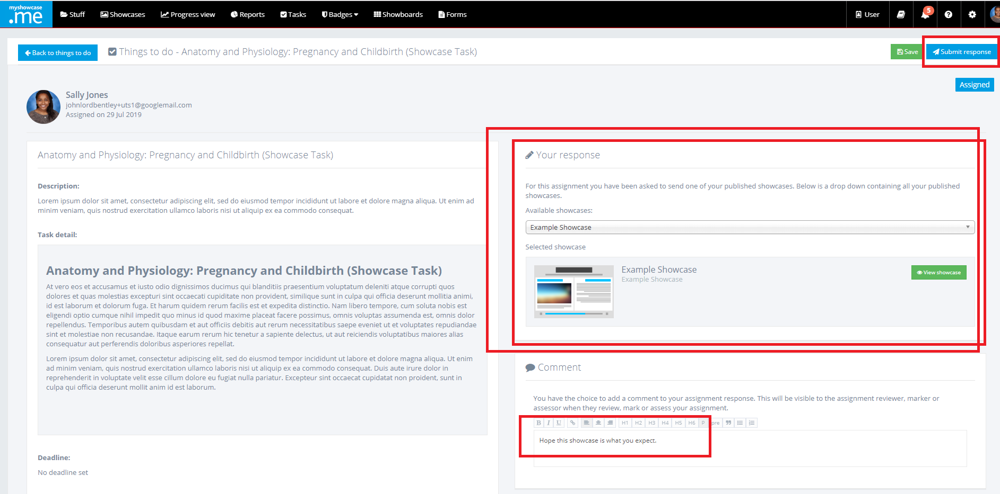 myshowcase
.me
Stuff
Showcases
Progress view
Reports
Tasks
Badges
Showboards
Forms
User
5
Back to things to do
Things to do - Anatomy and Physiology: Pregnancy and Childbirth (Showcase Task)
Save
Submit response
Assigned
Sally Jones
johnlordbentley+uts1@googlemail.com
Assigned on 29 Jul 2019
Anatomy and Physiology: Pregnancy and Childbirth (Showcase Task)
Description:
Lorem ipsum dolor sit amet, consectetur adipiscing elit, sed do eiusmod tempor incididunt ut labore et dolore magna aliqua. Ut enim ad
minim veniam, quis nostrud exercitation ullamco laboris nisi ut aliquip ex ea commodo consequat.
Task detail:
Anatomy and Physiology: Pregnancy and Childbirth (Showcase Task)
At vero eos et accusamus et iusto odio dignissimos ducimus qui blanditiis praesentium voluptatum deleniti atque corrupti quos
dolores et quas molestias excepturi sint occaecati cupiditate non provident, similique sunt in culpa qui officia deserunt mollitia animi,
id est laborum et dolorum fuga. Et harum quidem rerum facilis est et expedita distinctio. Nam libero tempore, cum soluta nobis est
eligendi optio cumque nihil impedit quo minus id quod maxime placeat facere possimus, omnis voluptas assumenda est, omnis dolor
repellendus. Temporibus autem quibusdam et aut officiis debitis aut rerum necessitatibus saepe eveniet ut et voluptates repudiandae
sint et molestiae non recusandae. Itaque earum rerum hic tenetur a sapiente delectus, ut aut reiciendis voluptatibus maiores alias
consequatur aut perferendis doloribus asperiores repellat.
Lorem ipsum dolor sit amet, consectetur adipiscing elit, sed do eiusmod tempor incididunt ut labore et dolore magna aliqua. Ut enim
ad minim veniam, quis nostrud exercitation ullamco laboris nisi ut aliquip ex ea commodo consequat. Duis aute irure dolor in
reprehenderit in voluptate velit esse cillum dolore eu fugiat nulla pariatur. Excepteur sint occaecat cupidatat non proident, sunt in
culpa qui officia deserunt mollit anim id est laborum.
Deadline:
No deadline set
Your response
For this assignment you have been asked to send one of your published showcases. Below is a drop down containing all your published
showcases.
Available showcases:
Example Showcase
Selected showcase
Example Showcase
Example Showcase
View showcase
Comment
You have the choice to add a comment to your assignment response. This will be visible to the assignment reviewer, marker or
assessor when they review, mark or assess your assignment.
B I U H1 H2 H3 H4 H5 H6 P pre
Hope this showcase is what you expect.